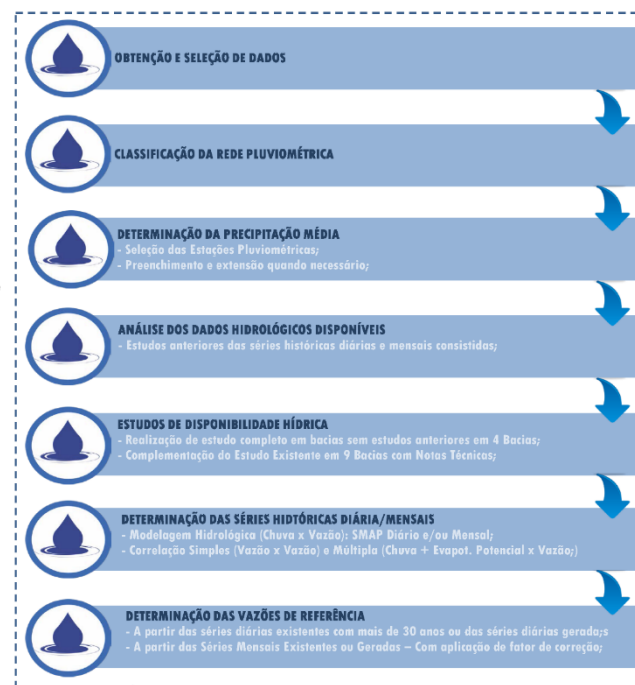 OBTENÇÃO E SELEÇÃO DE DADOS
CLASSIFICAÇÃO DA REDE PLUVIOMÉTRICA
DETERMINAÇÃO DA PRECIPITAÇÃO MÉDIA
- Seleção das Estações Pluviométricas;
- Preenchimento e extensão quando necessário;
ANÁLISE DOS DADOS HIDROLÓGICOS DISPONÍVEIS
- Estudos anteriores das séries históricas diárias e mensais consistidas;
ESTUDOS DE DISPONIBILIDADE HÍDRICA
- Realização de estudo completo em bacias sem estudos anteriores em 4 Bacias;
- Complementação do Estudo Existente em 9 Bacias com Notas Técnicas;
DETERMINAÇÃO DAS SÉRIES HIDTÓRICAS DIÁRIA/MENSAIS
- Modelagem Hidrológica (Chuva x Vazão): SMAP Diário e/ou Mensal;
- Correlação Simples (Vazão x Vazão) e Múltipla (Chuva + Evapot. Potencial x Vazão;)
DETERMINAÇÃO DAS VAZÕES DE REFERÊNCIA
- A partir das séries diárias existentes com mais de 30 anos ou das séries diárias gerada;s
- A partir das Séries Mensais Existentes ou Geradas – Com aplicação de fator de correção;